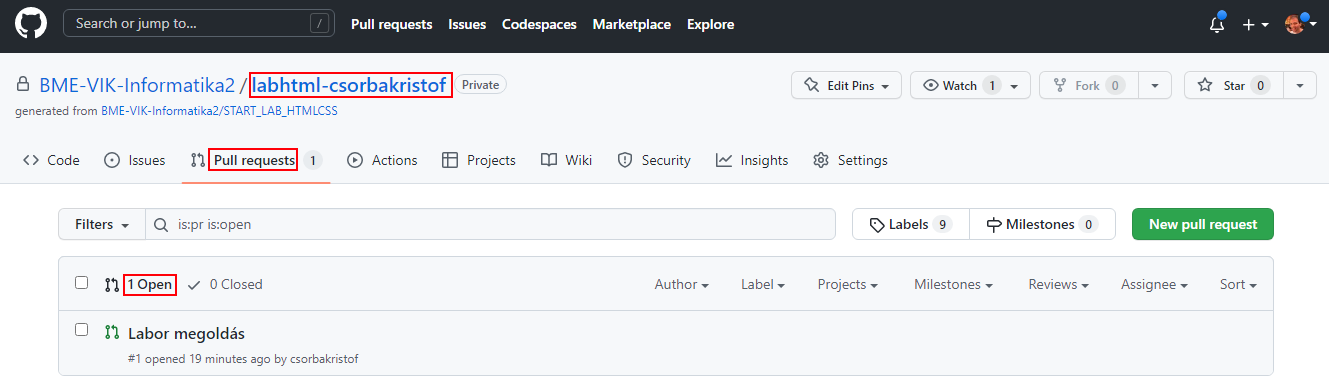 Search or jump to... / Pull requests Issues Codespaces Marketplace Explore
BME-VIK-Informatika2 / labhtml-csorbakristof Private Edit Pins Watch 1 Fork 0 Star 0
generated from BME-VIK-Informatika2/START_LAB_HTMLCSS
Code Issues Pull requests 1 Actions Projects Wiki Security Insights Settings
Filters is:pr is:open Labels 9 Milestones 0 New pull request
1 Open 0 Closed Author Label Projects Milestones Reviews Assignee Sort
Labor megoldás
#1 opened 19 minutes ago by csorbakristof